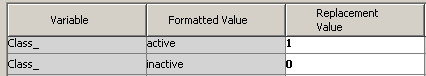 Variable Formatted Value Replacement Value
Class_ active 1
Class_ inactive 0